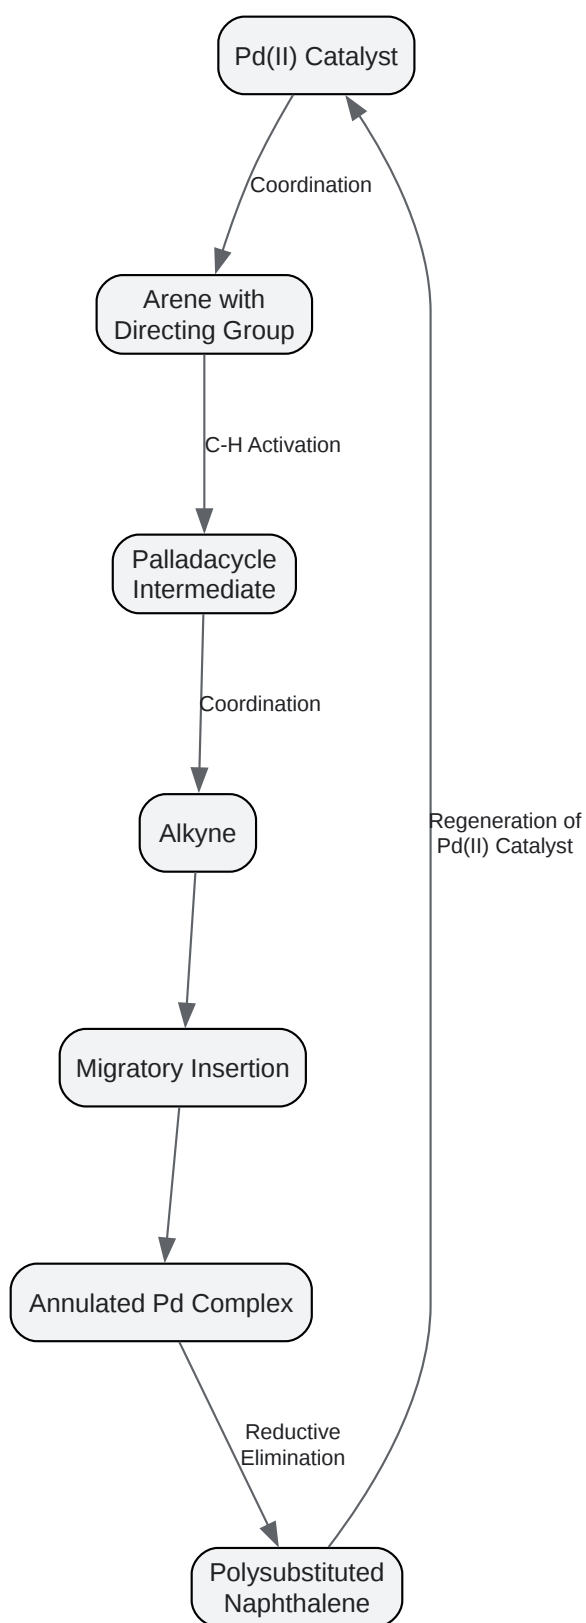 Pd(II) Catalyst
Coordination
Arene with
Directing Group
C-H Activation
Palladacycle
Intermediate
Coordination
Alkyne
Regeneration of
Pd(II) Catalyst
Migratory Insertion
Annulated Pd Complex
Reductive
Elimination
Polysubstituted
Naphthalene